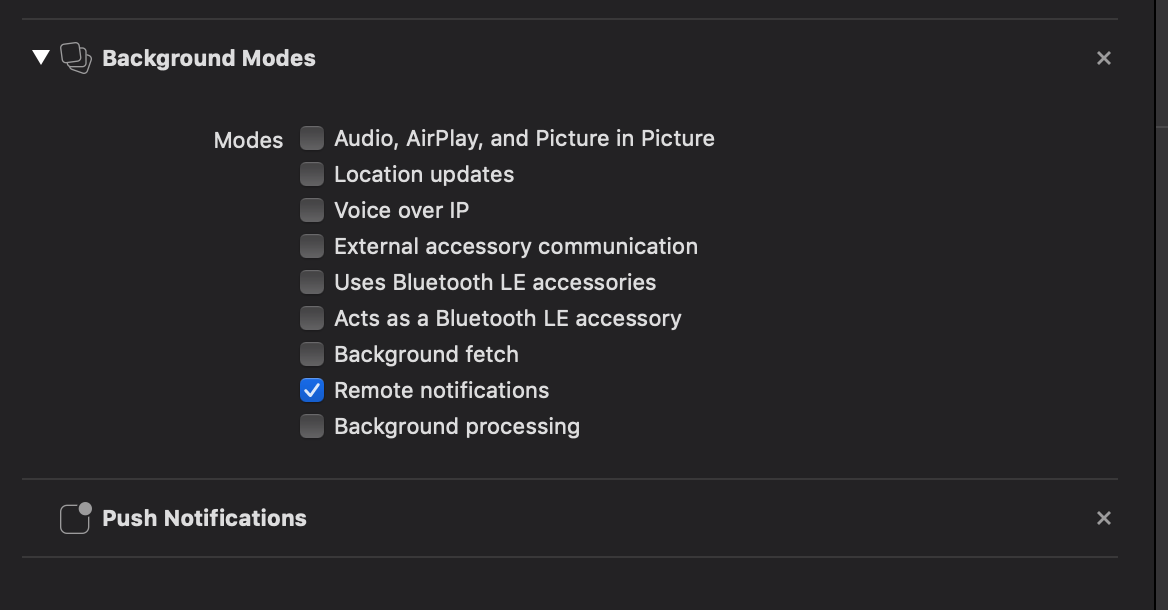 Background Modes
Modes
Audio, AirPlay, and Picture in Picture
Location updates
Voice over IP
External accessory communication
Uses Bluetooth LE accessories
Acts as a Bluetooth LE accessory
Background fetch
Remote notifications
Background processing
Push Notifications